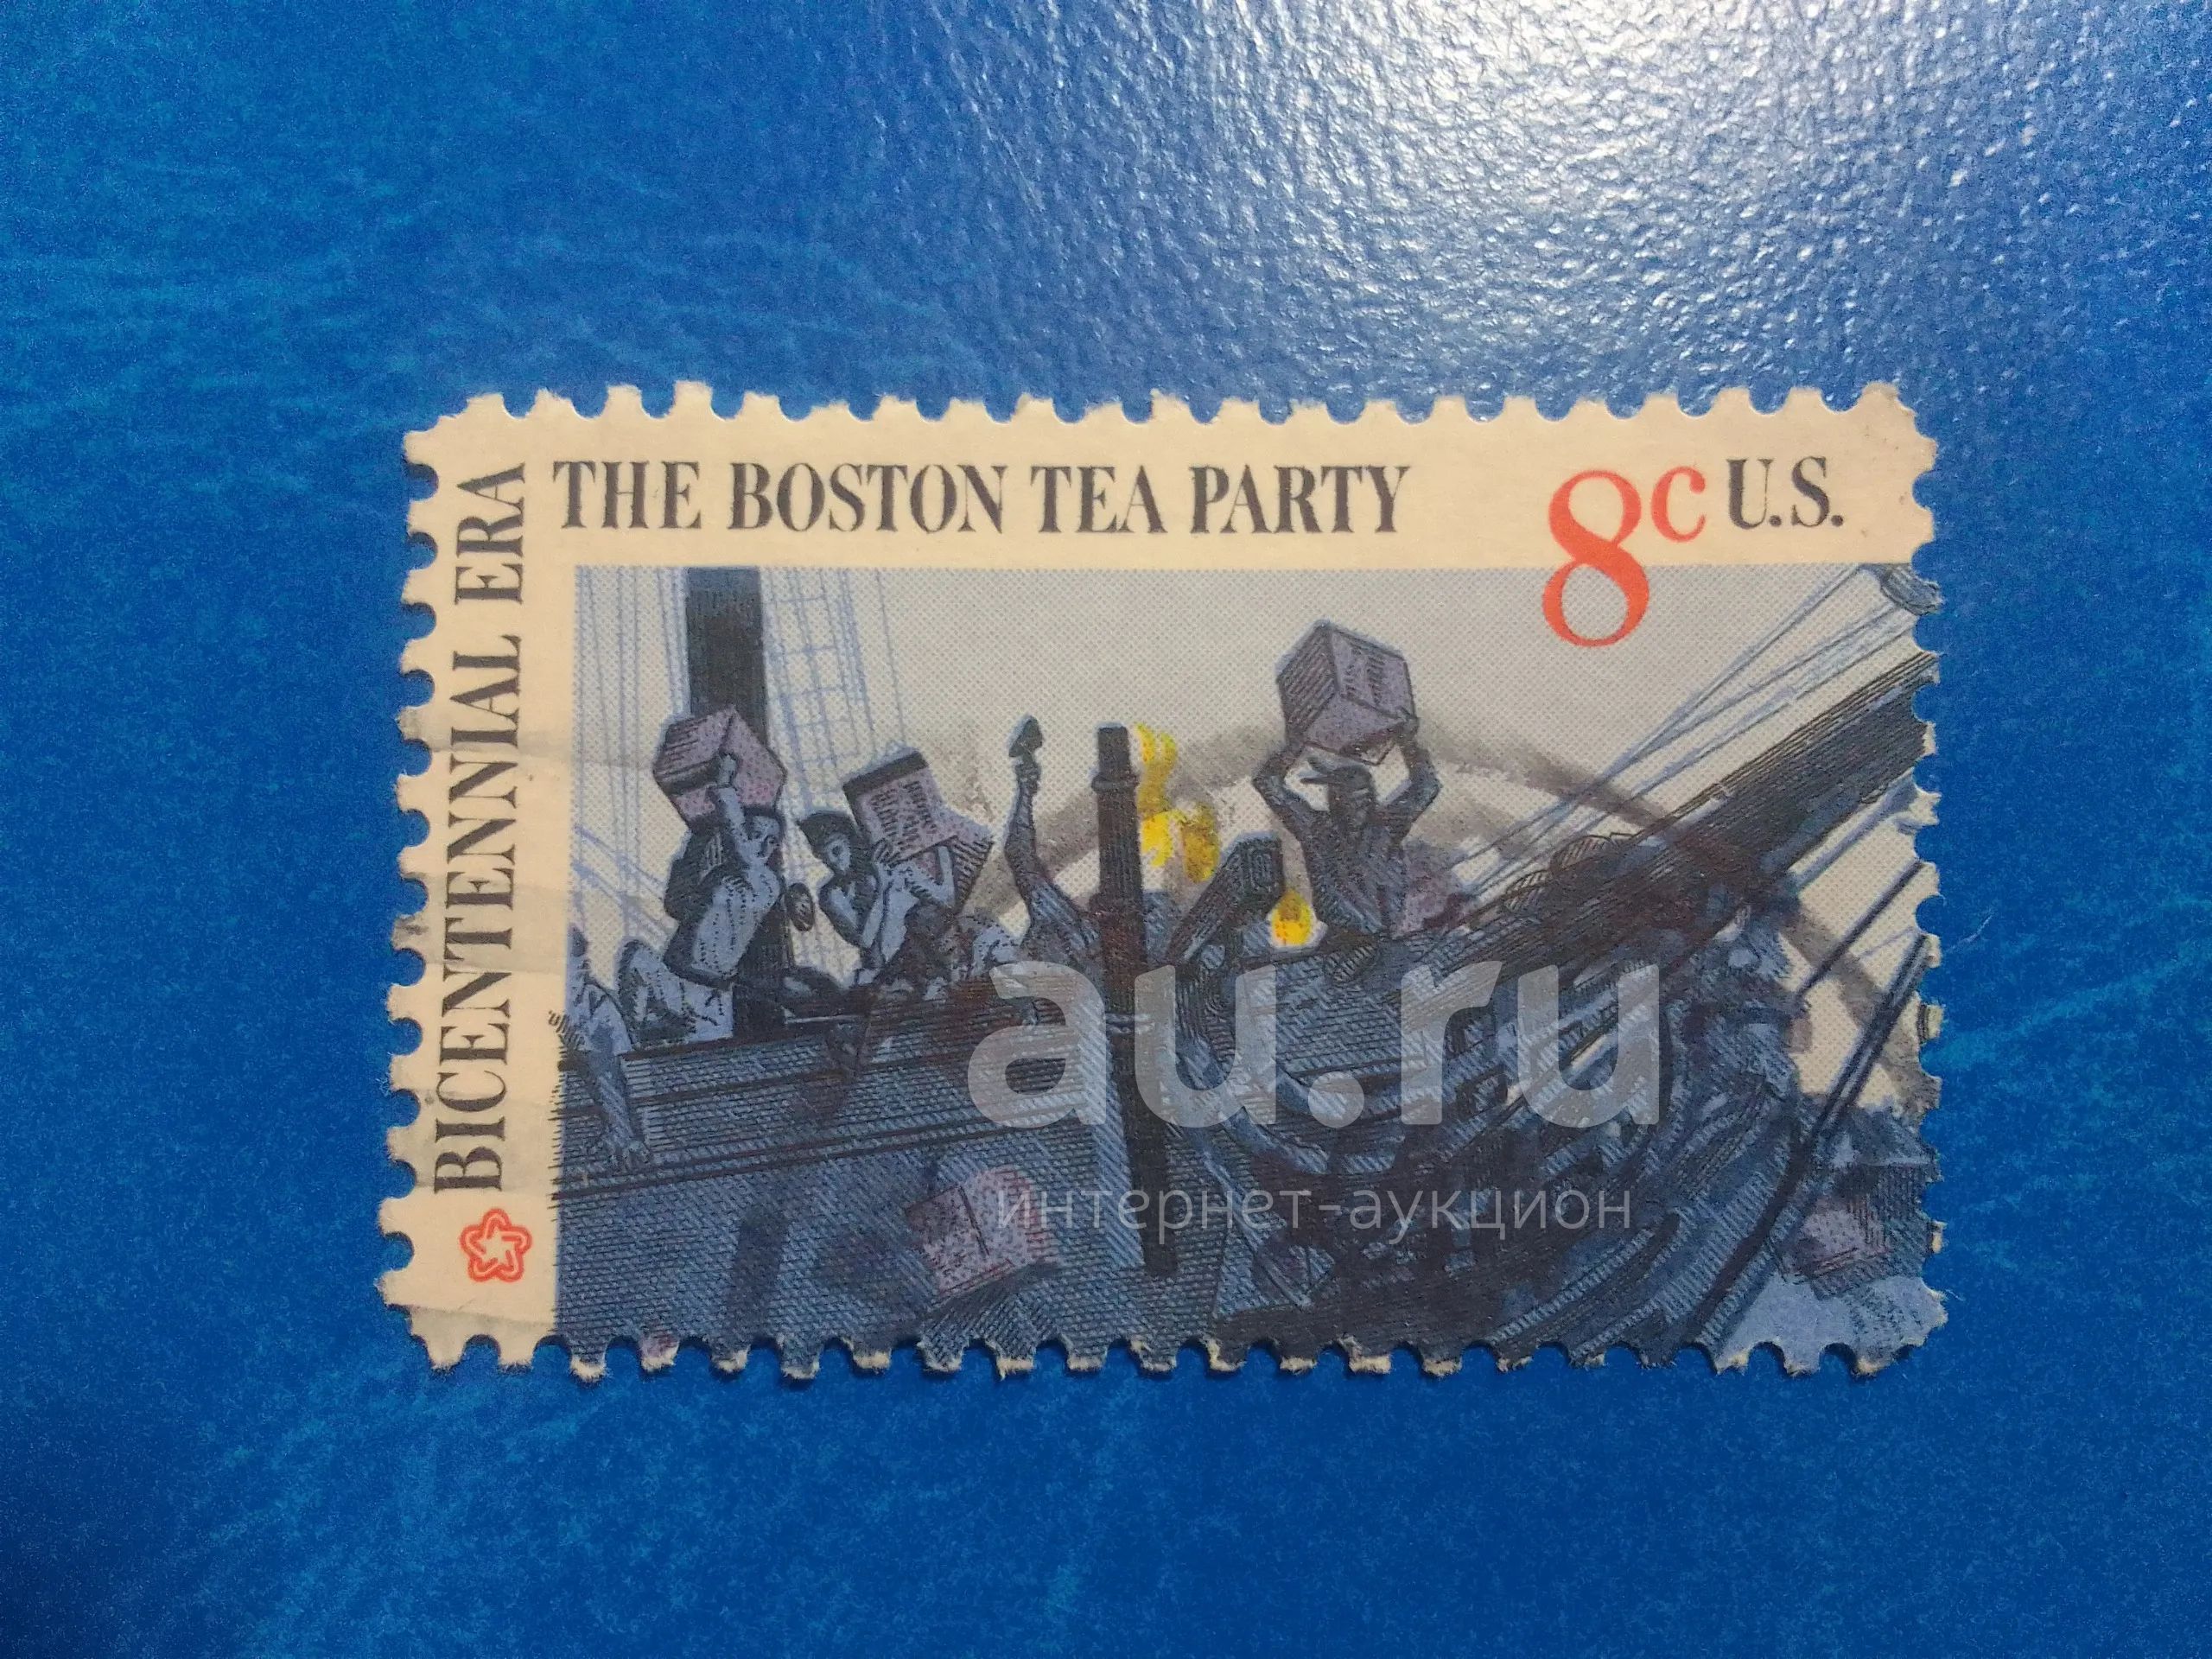 THE BOSTON TEA PARTY
8c U.S.
BICENTENNIAL ERA
au.ru
интернет-аукцион